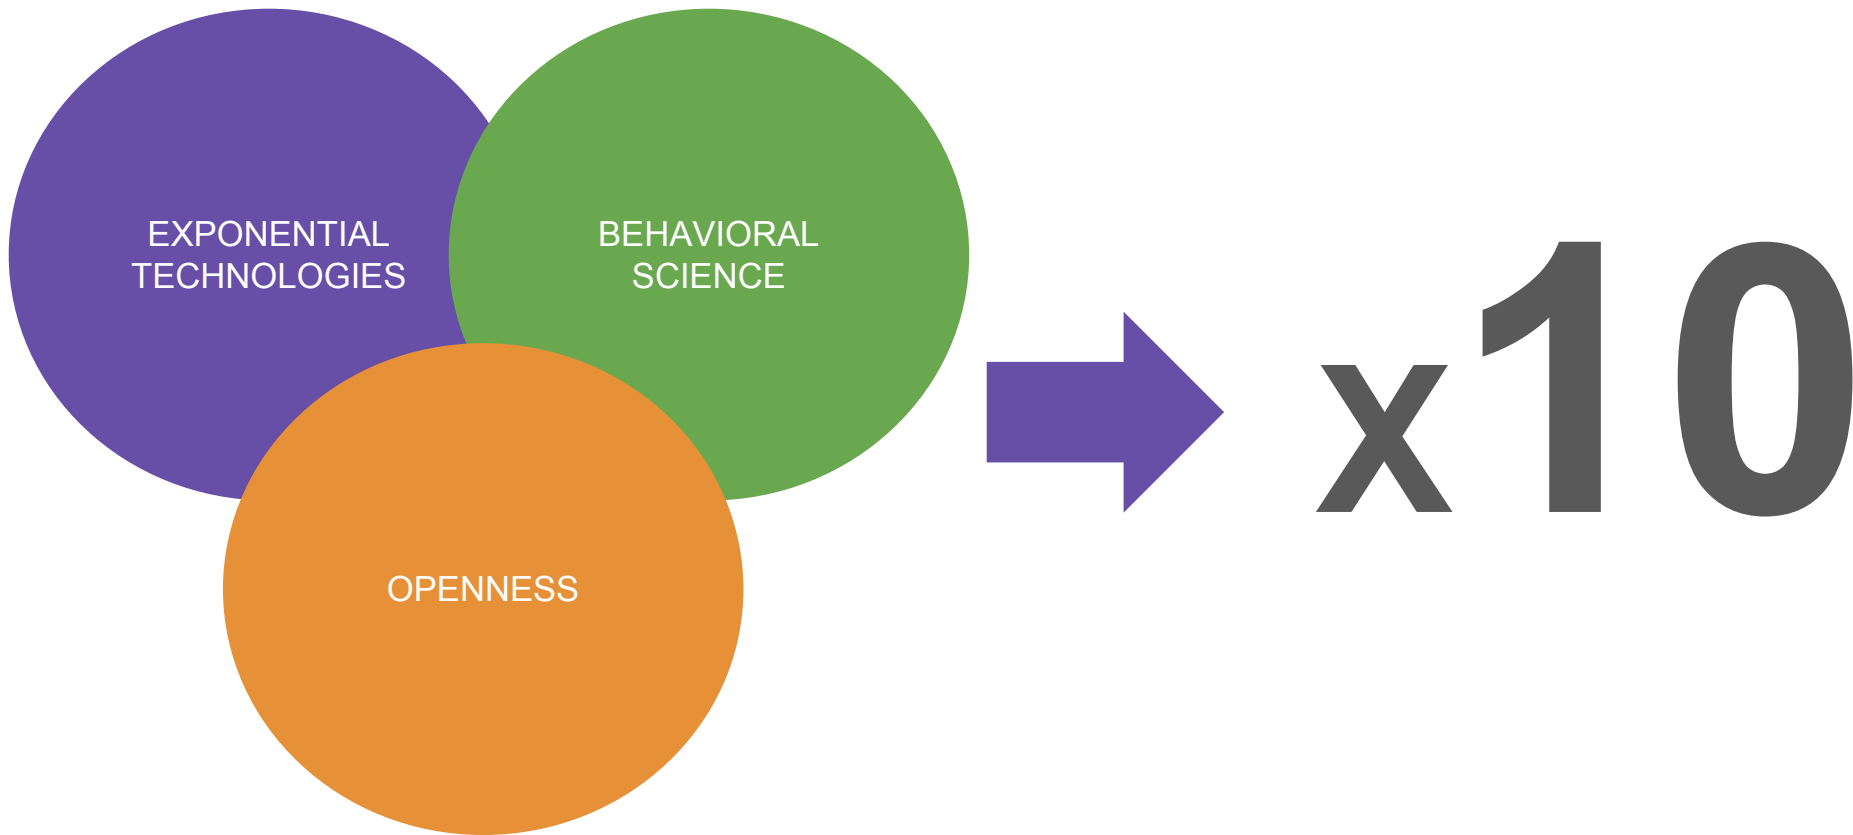 EXPONENTIAL
TECHNOLOGIES
BEHAVIORAL
SCIENCE
OPENNESS
x10